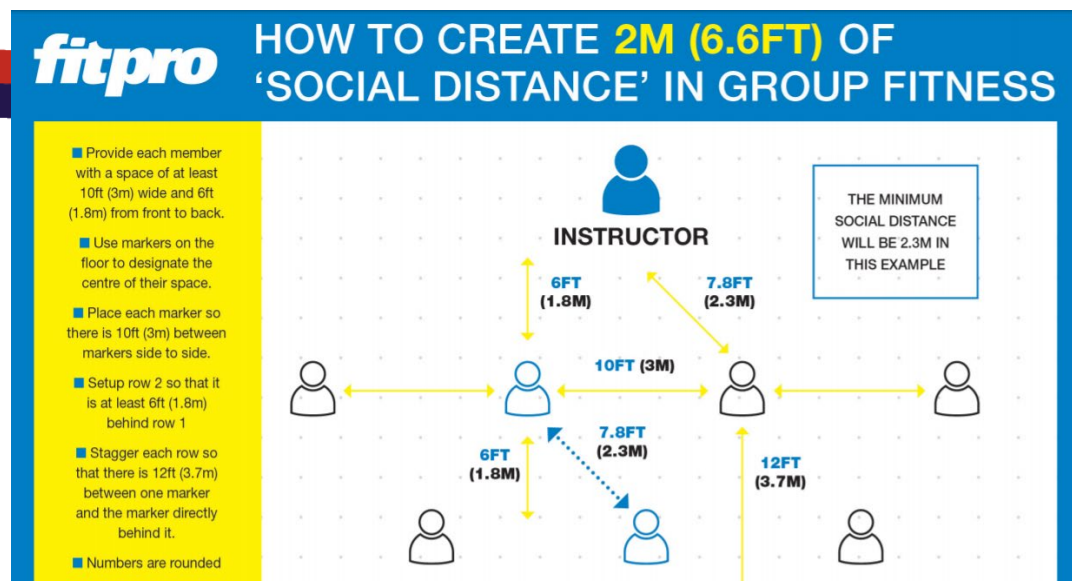 fitpro
HOW TO CREATE 2M (6.6FT) OF
‘SOCIAL DISTANCE’ IN GROUP FITNESS
■ Provide each member
with a space of at least
10ft (3m) wide and 6ft
(1.8m) from front to back.
■ Use markers on the
floor to designate the
centre of their space.
■ Place each marker so
there is 10ft (3m) between
markers side to side.
■ Setup row 2 so that it
is at least 6ft (1.8m)
behind row 1
■ Stagger each row so
that there is 12ft (3.7m)
between one marker
and the marker directly
behind it.
■ Numbers are rounded
INSTRUCTOR
THE MINIMUM
SOCIAL DISTANCE
WILL BE 2.3M IN
THIS EXAMPLE
6FT
(1.8M)
7.8FT
(2.3M)
10FT (3M)
6FT
(1.8M)
7.8FT
(2.3M)
12FT
(3.7M)